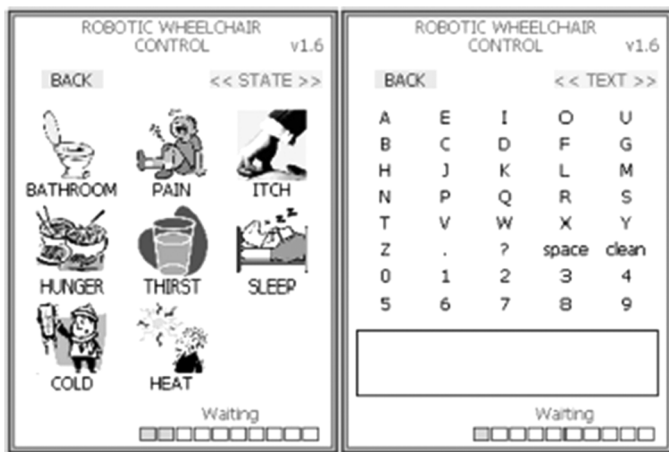 ROBOTIC WHEELCHAIR
CONTROL v1.6
BACK << STATE >>
BATHROOM PAIN ITCH
HUNGER THIRST SLEEP
COLD HEAT
Waiting
ROBOTIC WHEELCHAIR
CONTROL v1.6
BACK << TEXT >>
A E I O U
B C D F G
H J K L M
N P Q R S
T V W X Y
Z . ? space clean
0 1 2 3 4
5 6 7 8 9
Waiting